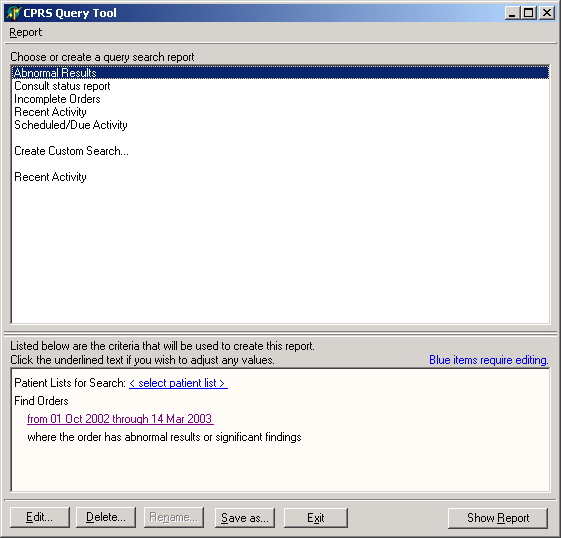 CPRS Query Tool
Report
Choose or create a query search report
Abnormal Results
Consult status report
Incomplete Orders
Recent Activity
Scheduled/Due Activity
Create Custom Search...
Recent Activity
Listed below are the criteria that will be used to create this report.
Click the underlined text if you wish to adjust any values. Blue items require editing.
Patient Lists for Search: < select patient list >
Find Orders
from 01 Oct 2002 through 14 Mar 2003
where the order has abnormal results or significant findings
Edit... Delete... Rename... Save as... Exit Show Report